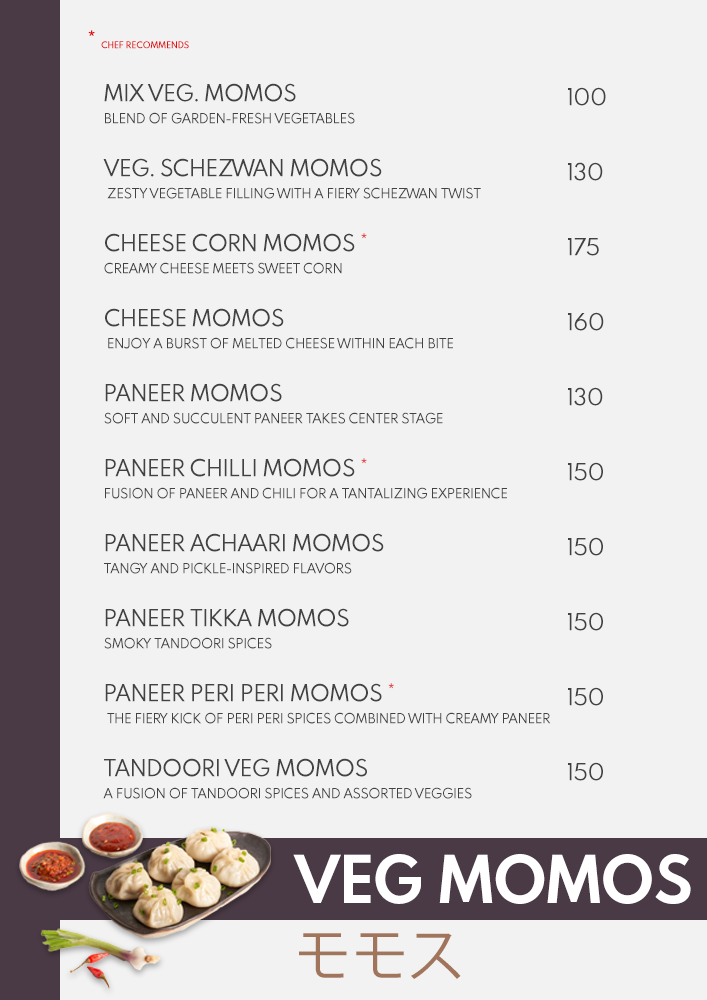 * CHEF RECOMMENDS
MIX VEG. MOMOS 100
BLEND OF GARDEN-FRESH VEGETABLES
VEG. SCHEZWAN MOMOS 130
ZESTY VEGETABLE FILLING WITH A FIERY SCHEZWAN TWIST
CHEESE CORN MOMOS * 175
CREAMY CHEESE MEETS SWEET CORN
CHEESE MOMOS 160
ENJOY A BURST OF MELTED CHEESE WITHIN EACH BITE
PANEER MOMOS 130
SOFT AND SUCCULENT PANEER TAKES CENTER STAGE
PANEER CHILLI MOMOS * 150
FUSION OF PANEER AND CHILI FOR A TANTALIZING EXPERIENCE
PANEER ACHAARI MOMOS 150
TANGY AND PICKLE-INSPIRED FLAVORS
PANEER TIKKA MOMOS 150
SMOKY TANDOORI SPICES
PANEER PERI PERI MOMOS * 150
THE FIERY KICK OF PERI PERI SPICES COMBINED WITH CREAMY PANEER
TANDOORI VEG MOMOS 150
A FUSION OF TANDOORI SPICES AND ASSORTED VEGGIES
VEG MOMOS
モモス